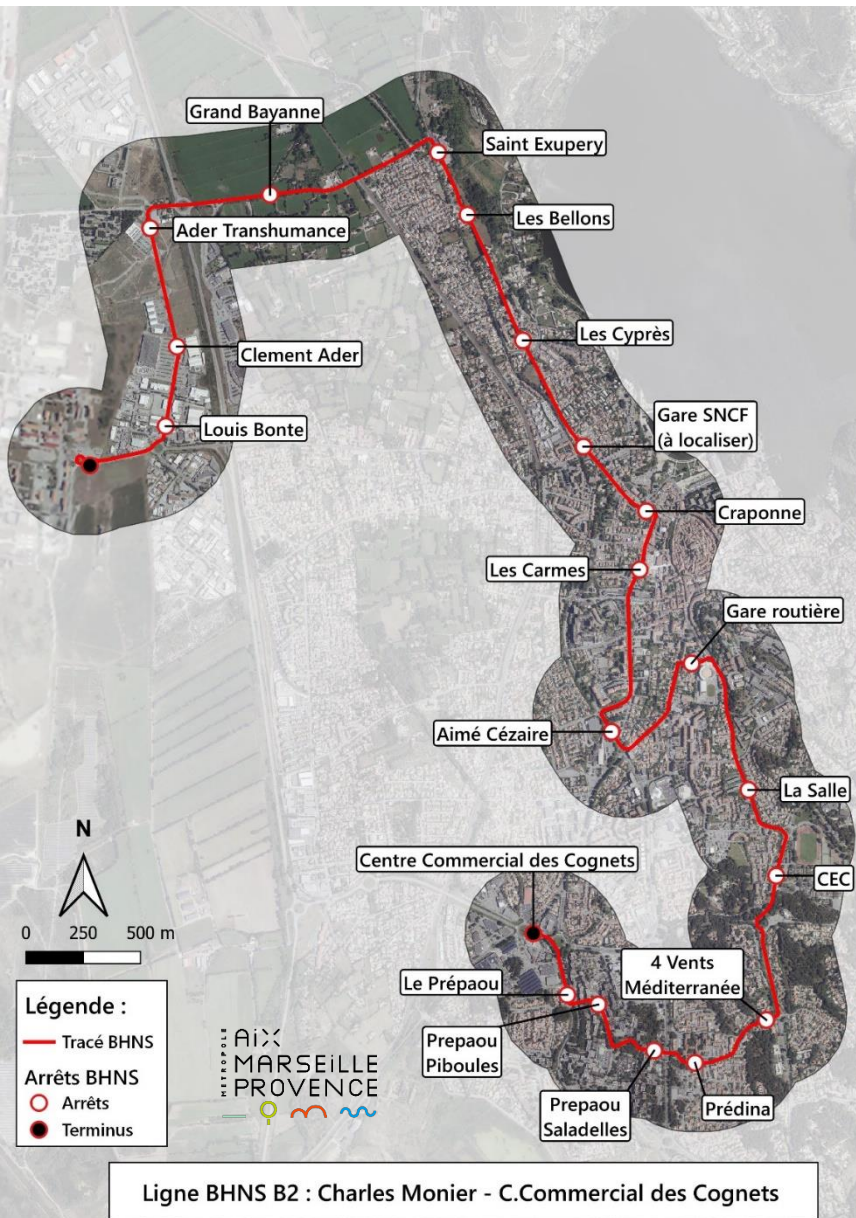 Grand Bayanne
Saint Exupery
Ader Transhumance
Les Bellons
Les Cyprès
Clement Ader
Gare SNCF
(à localiser)
Louis Bonte
Craponne
Les Carmes
Gare routière
Aimé Cézaire
La Salle
Centre Commercial des Cognets
CEC
4 Vents
Méditerranée
Le Prépaou
Prepaou
Piboules
Prepaou
Saladelles
Prédina
N
0 250 500 m
Légende :
Tracé BHNS
Arrêts BHNS
Arrêts
Terminus
METROPOLE
AIX
MARSEILLE
PROVENCE
Ligne BHNS B2 : Charles Monier - C.Commercial des Cognets